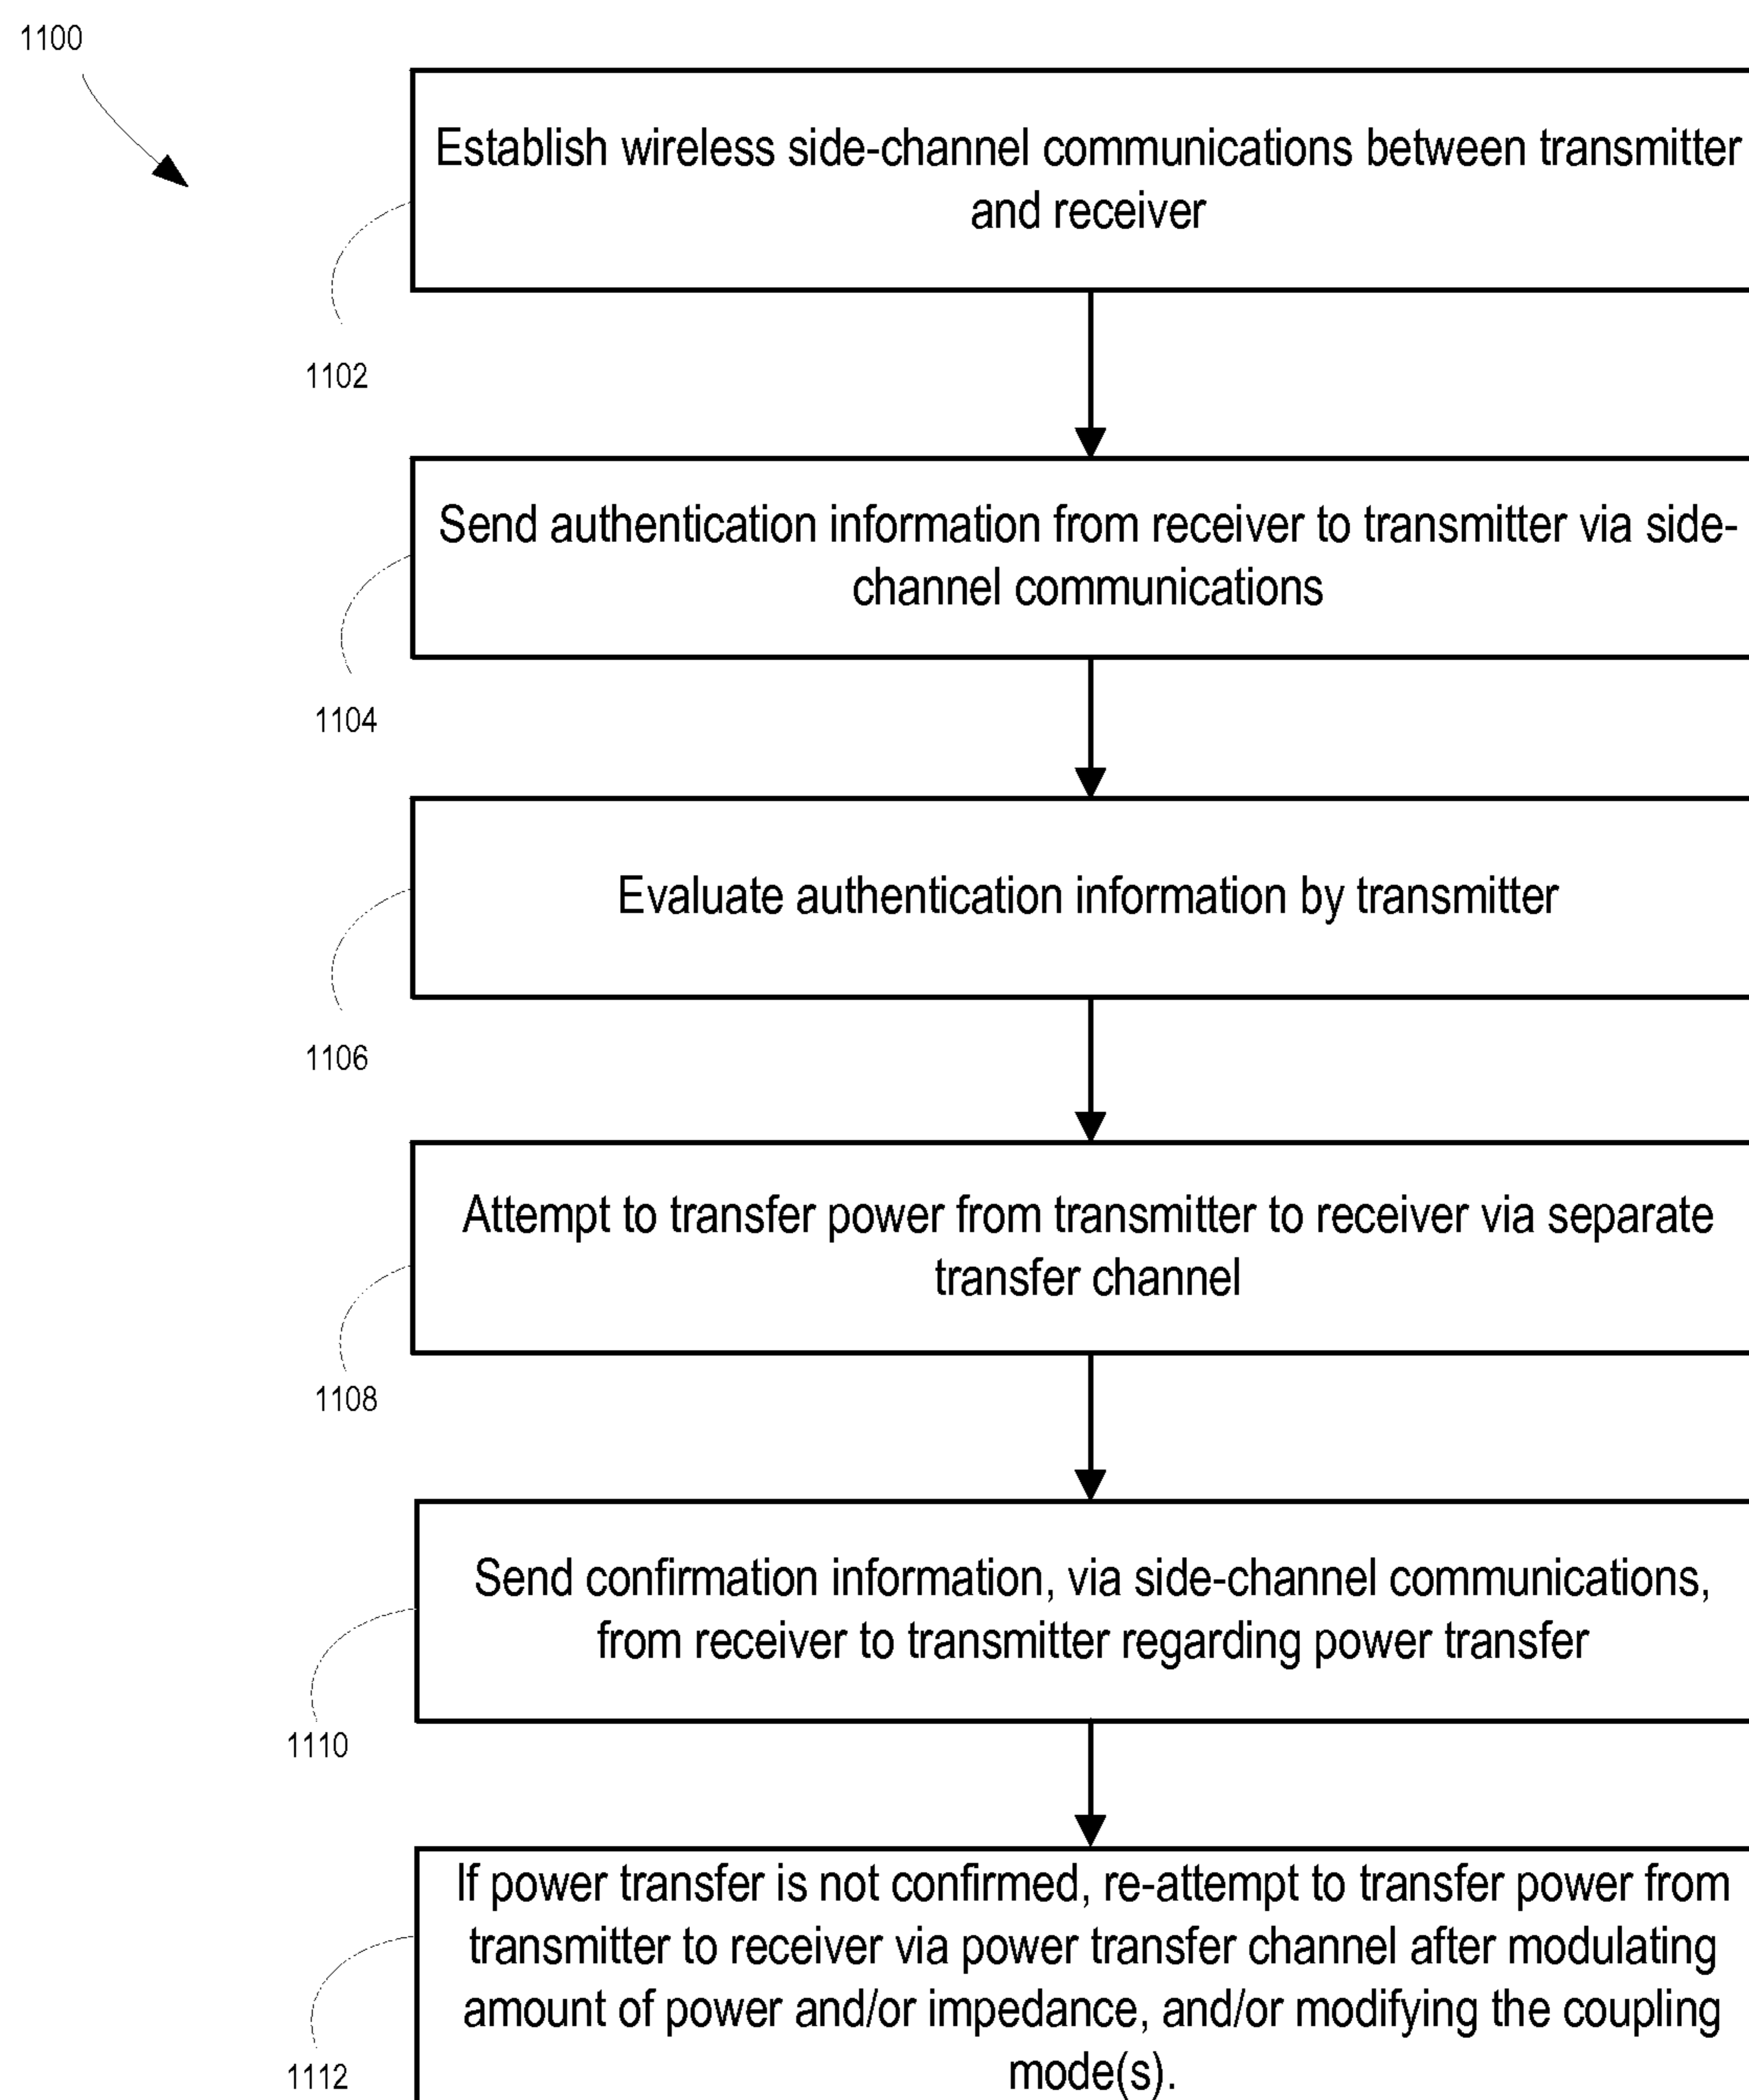 1100
Establish wireless side-channel communications between transmitter
and receiver
1102
Send authentication information from receiver to transmitter via side-
channel communications
1104
Evaluate authentication information by transmitter
1106
Attempt to transfer power from transmitter to receiver via separate
transfer channel
1108
Send confirmation information, via side-channel communications,
from receiver to transmitter regarding power transfer
1110
If power transfer is not confirmed, re-attempt to transfer power from
transmitter to receiver via power transfer channel after modulating
amount of power and/or impedance, and/or modifying the coupling
mode(s).
1112